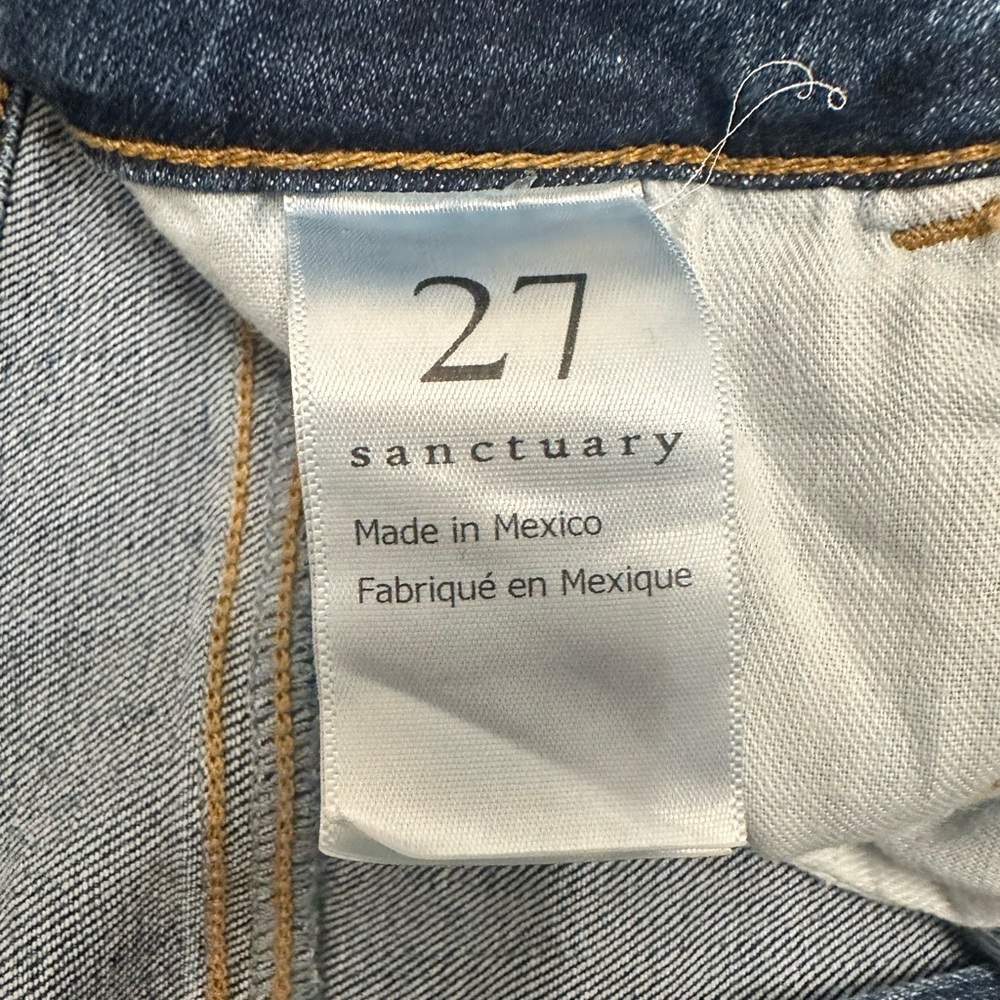 27
sanctuary
Made in Mexico
Fabriqué en Mexique